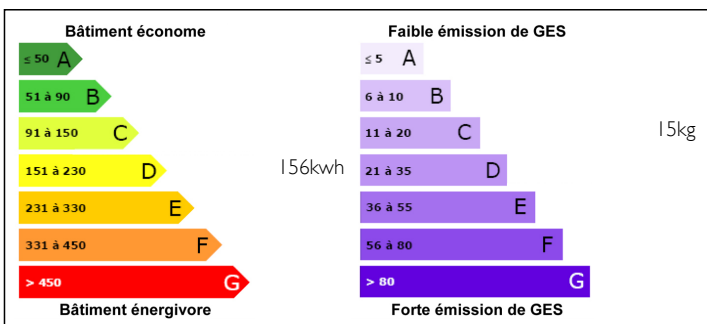 Bâtiment économe
≤ 50 A
51 à 90 B
91 à 150 C
151 à 230 D
231 à 330 E
331 à 450 F
> 450 G
Bâtiment énergivore
156kwh
Faible émission de GES
≤ 5 A
6 à 10 B
11 à 20 C
21 à 35 D
36 à 55 E
56 à 80 F
> 80 G
Forte émission de GES
15kg